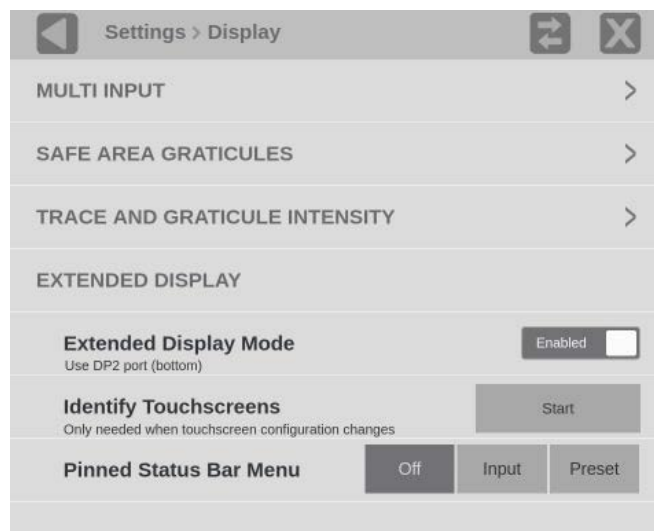 Settings > Display
MULTI INPUT
SAFE AREA GRATICULES
TRACE AND GRATICULE INTENSITY
EXTENDED DISPLAY
Extended Display Mode Enabled
Use DP2 port (bottom)
Identify Touchscreens Start
Only needed when touchscreen configuration changes
Pinned Status Bar Menu Off Input Preset